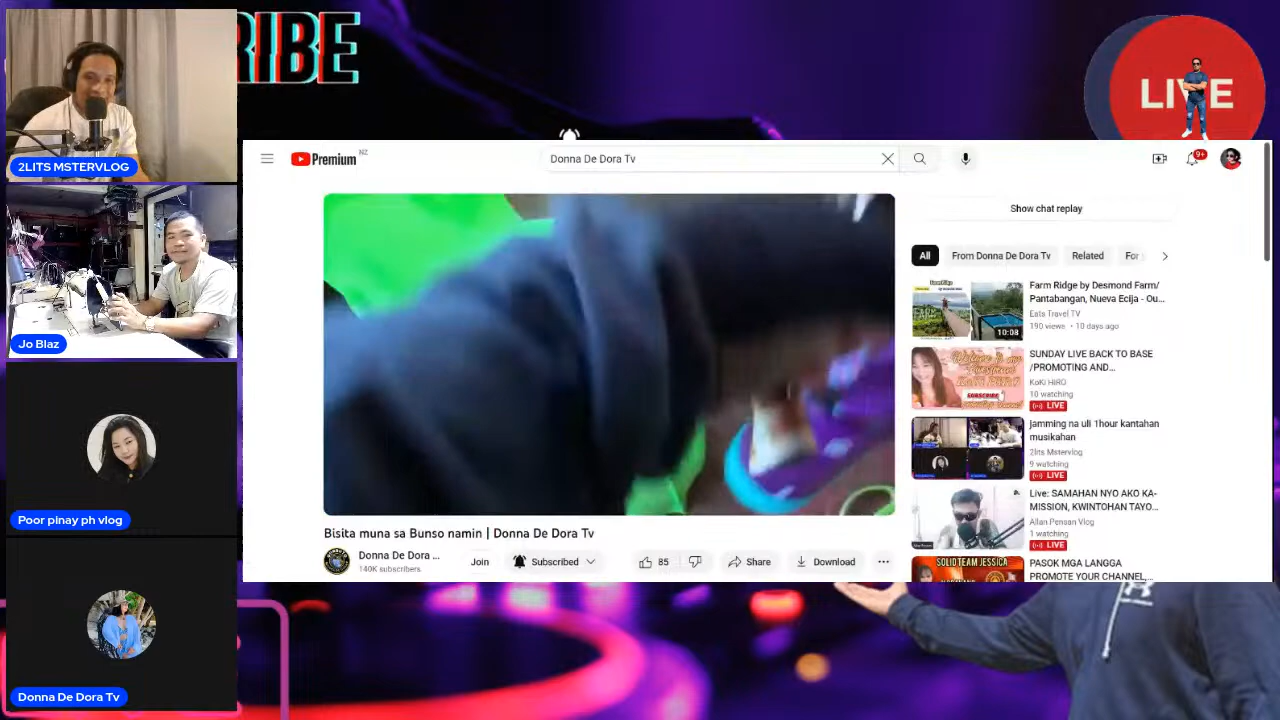 RIBE
LIVE
2LITS MSTERVLOG
Jo Blaz
Poor pinay ph vlog
Donna De Dora Tv
Premium NZ
Donna De Dora Tv
9+
Show chat replay
All
From Donna De Dora Tv
Related
For
Farm Ridge by Desmond Farm/
Pantabangan, Nueva Ecija - Ou...
Eats Travel TV
190 views • 10 days ago
10:08
SUNDAY LIVE BACK TO BASE
/PROMOTING AND...
KoKi HiRO
10 watching
LIVE
Jamming na uli 1hour kantahan
musikahan
2lits Mstervlog
9 watching
LIVE
Live: SAMAHAN NYO AKO KA-
MISSION, KWINTOHAN TAYO...
Allan Pensan Vlog
1 watching
LIVE
SOLID TEAM JESSICA
PASOK MGA LANGGA
PROMOTE YOUR CHANNEL,...
Bisita muna sa Bunso namin | Donna De Dora Tv
Donna De Dora ...
140K subscribers
Join
Subscribed
85
Share
Download